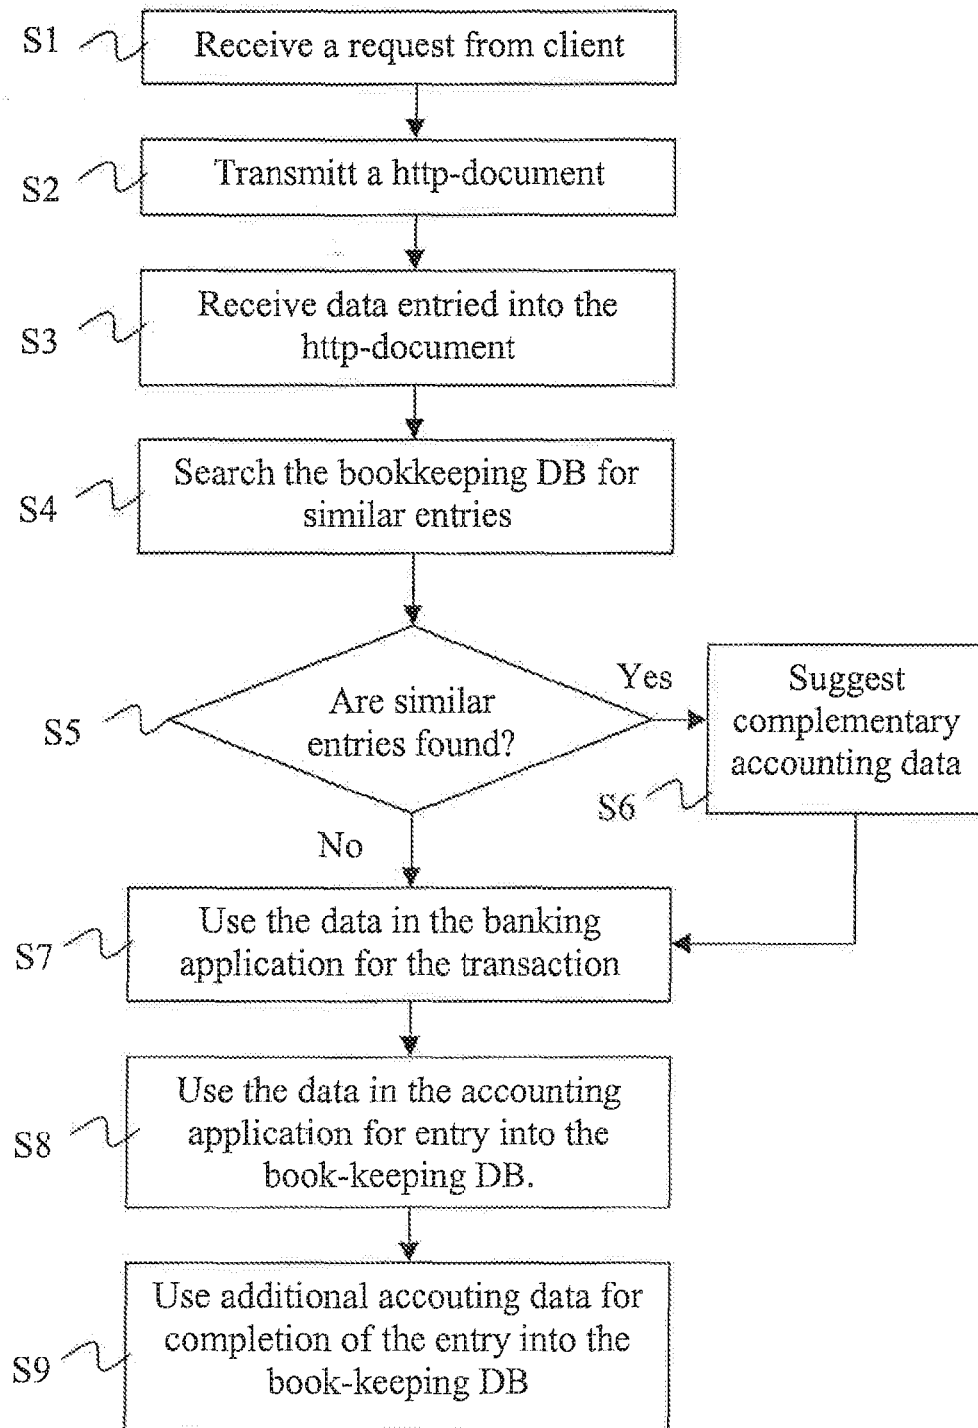 S1
Receive a request from client
S2
Transmitt a http-document
S3
Receive data entried into the
http-document
S4
Search the bookkeeping DB for
similar entries
S5
Are similar
entries found?
Yes
No
S6
Suggest
complementary
accounting data
S7
Use the data in the banking
application for the transaction
S8
Use the data in the accounting
application for entry into the
book-keeping DB.
S9
Use additional accouting data for
completion of the entry into the
book-keeping DB